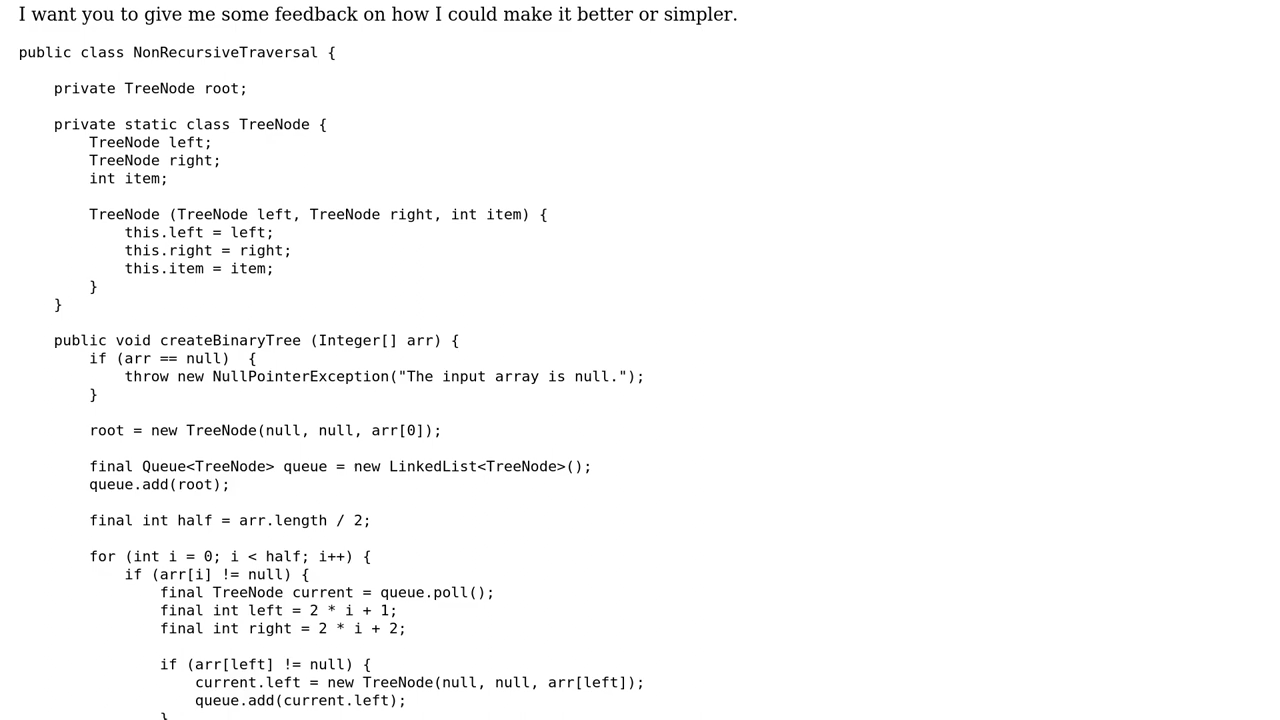 I want you to give me some feedback on how I could make it better or simpler.
public class NonRecursiveTraversal {
private TreeNode root;
private static class TreeNode {
TreeNode left;
TreeNode right;
int item;
TreeNode (TreeNode left, TreeNode right, int item) {
this.left = left;
this.right = right;
this.item = item;
}
}
public void createBinaryTree (Integer[] arr) {
if (arr == null)  {
throw new NullPointerException("The input array is null.");
}
root = new TreeNode(null, null, arr[0]);
final Queue<TreeNode> queue = new LinkedList<TreeNode>();
queue.add(root);
final int half = arr.length / 2;
for (int i = 0; i < half; i++) {
if (arr[i] != null) {
final TreeNode current = queue.poll();
final int left = 2 * i + 1;
final int right = 2 * i + 2;
if (arr[left] != null) {
current.left = new TreeNode(null, null, arr[left]);
queue.add(current.left);
}